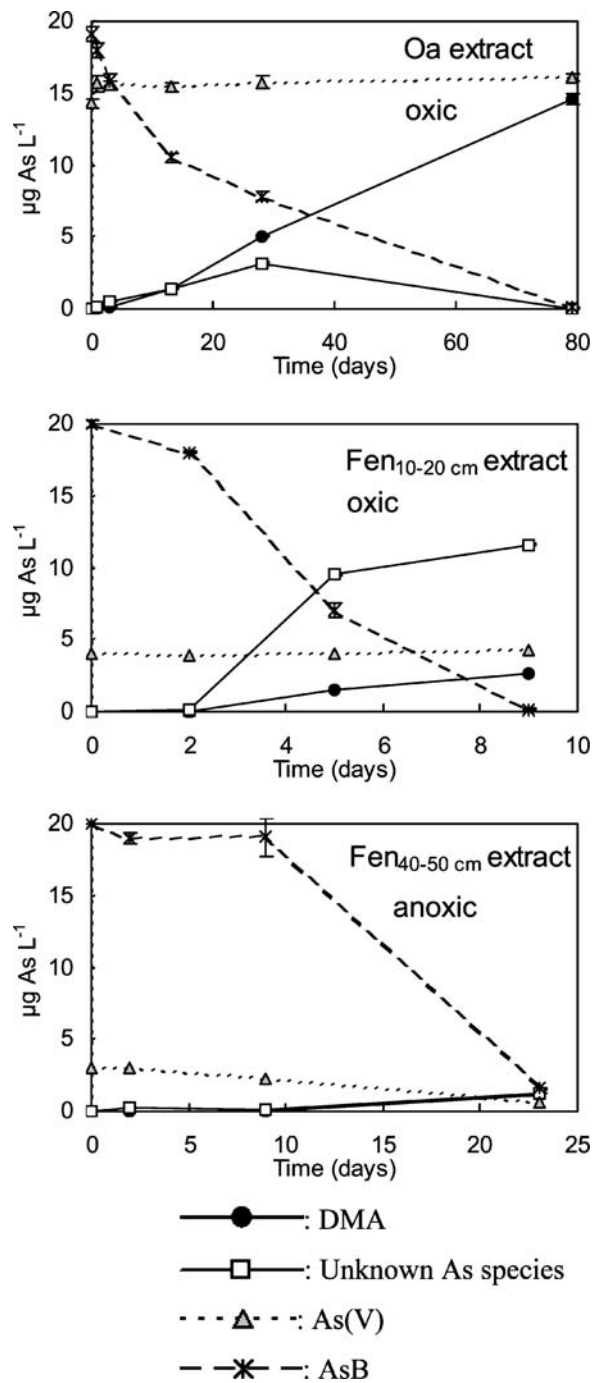 20
Oa extract
15
oxic
µg As L-1
10
5
0
0 20 40 60 80
Time (days)
20
Fen10-20 cm extract
oxic
15
µg As L-1
10
5
0
0 2 4 6 8 10
Time (days)
20
Fen40-50 cm extract
anoxic
15
µg As L-1
10
5
0
0 5 10 15 20 25
Time (days)
: DMA
: Unknown As species
: As(V)
: AsB